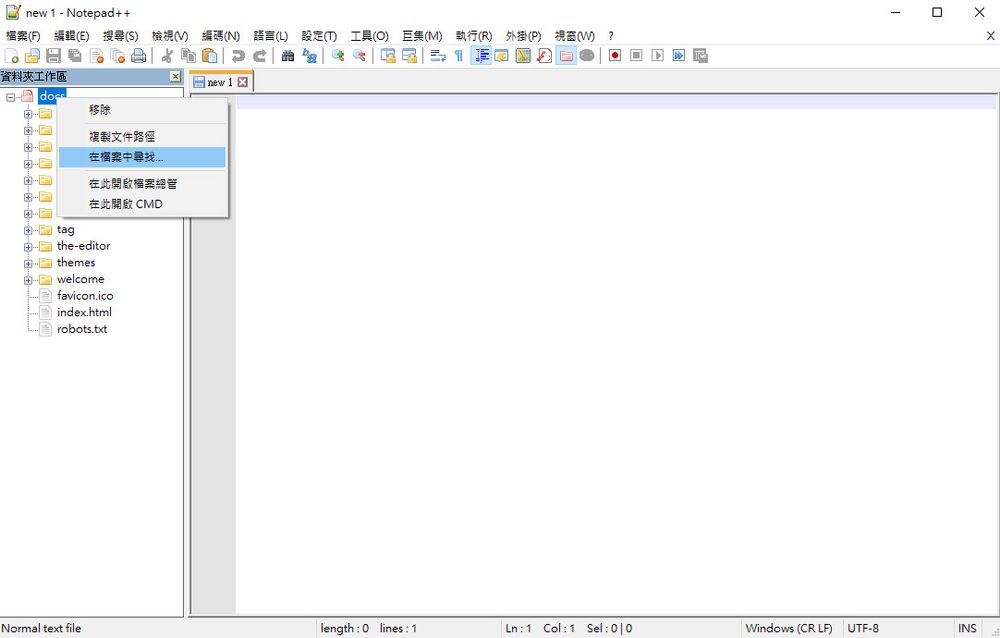 new 1 - Notepad++
檔案(F) 編輯(E) 搜尋(S) 檢視(V) 編碼(N) 語言(L) 設定(T) 工具(O) 巨集(M) 執行(R) 外掛(P) 視窗(W) ? X
資料夾工作區
new 1
docs
移除
複製文件路徑
在檔案中尋找...
在此開啟檔案總管
在此開啟 CMD
tag
the-editor
themes
welcome
favicon.ico
index.html
robots.txt
Normal text file length : 0 lines : 1 Ln : 1 Col : 1 Sel : 0 | 0 Windows (CR LF) UTF-8 INS